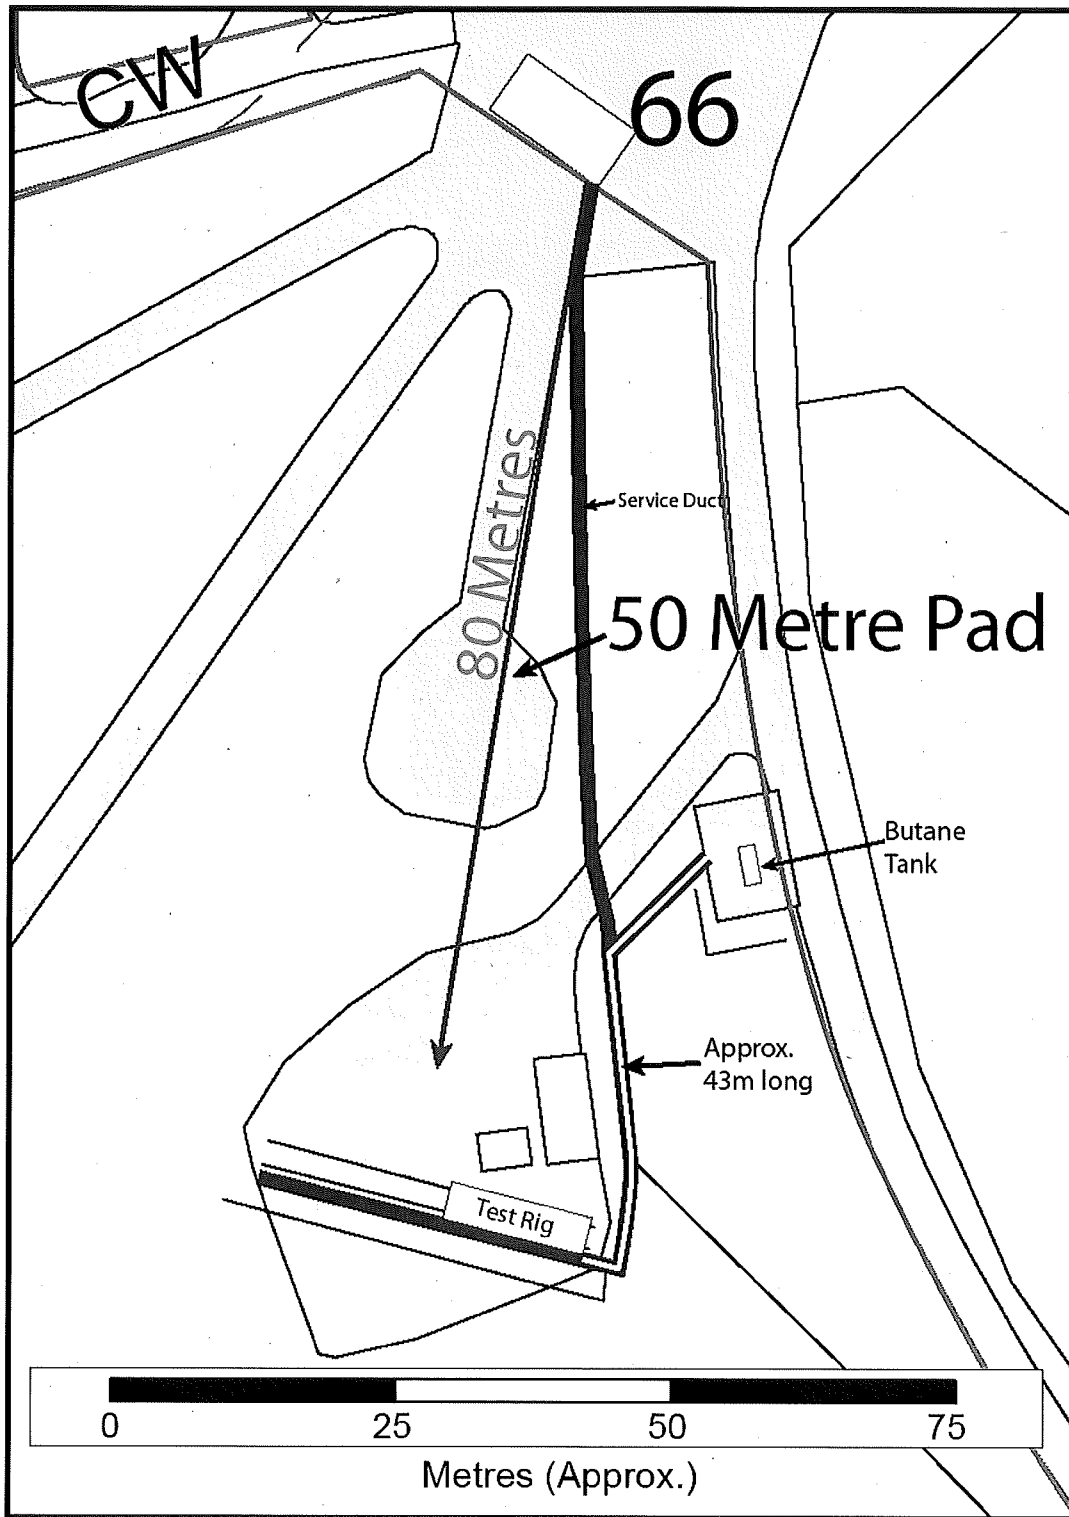 CW
66
80 Metres
Service Duct
50 Metre Pad
Butane
Tank
Approx.
43m long
Test Rig
0 25 50 75
Metres (Approx.)